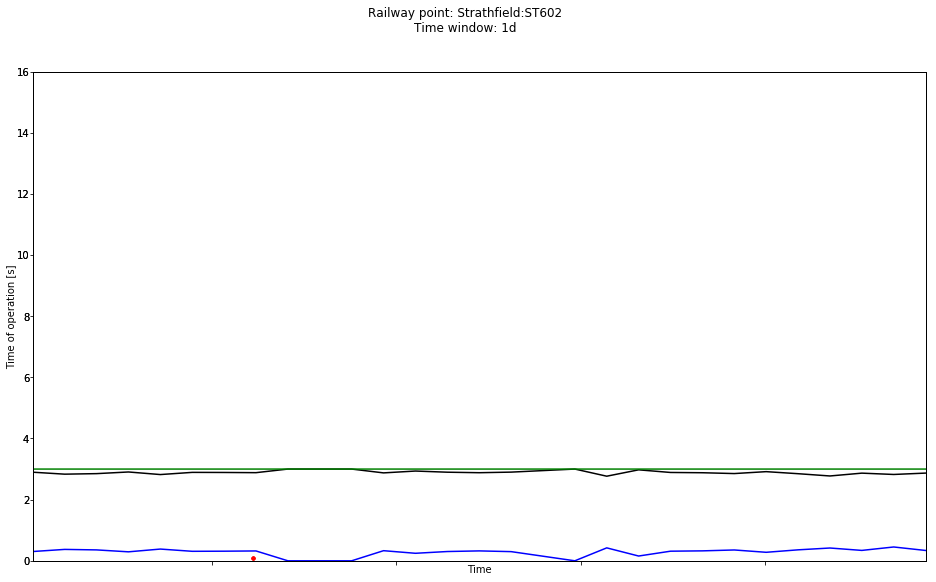 Railway point: Strathfield:ST602
Time window: 1d
16
14
12
10
8
6
4
2
0
Time of operation [s]
Time